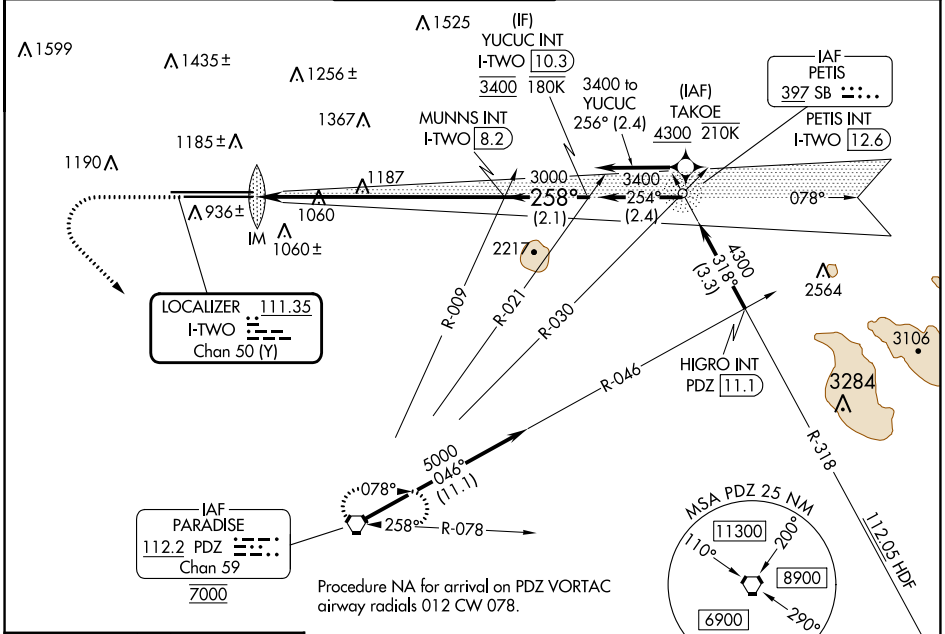 1525
1599
1435±
1256±
1367
1185±
1190
936±
1187
1060
1060±
IM
(IF)
YUCUC INT
I-TWO 10.3
3400 180K
MUNNS INT
I-TWO 8.2
3400 to
YUCUC
256° (2.4)
(IAF)
TAKOE
4300 210K
IAF
PETIS
397 SB
PETIS INT
I-TWO 12.6
3000
258°
(2.1)
3400
254°
(2.4)
078°
2217
4300
318°
(3.3)
2564
3106
3284
LOCALIZER 111.35
I-TWO
Chan 50 (Y)
R-009
R-021
R-030
R-046
HIGRO INT
PDZ 11.1
R-318
112.05 HDF
5000
046°
(11.1)
078°
258°
R-078
IAF
PARADISE
112.2 PDZ
Chan 59
7000
Procedure NA for arrival on PDZ VORTAC
airway radials 012 CW 078.
MSA PDZ 25 NM
11300
110°
200°
8900
6900
290°